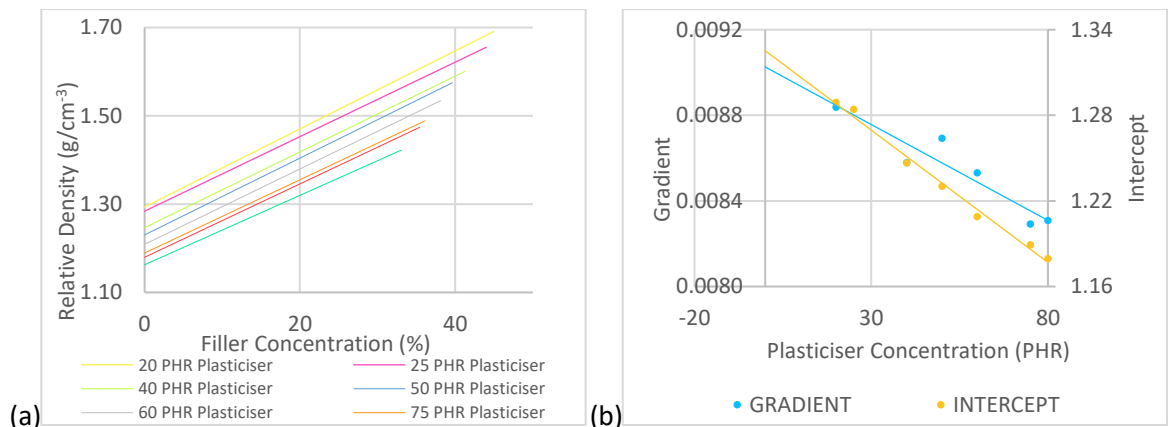 1.70
1.50
1.30
1.10
Relative Density (g/cm⁻³)
0 20 40
Filler Concentration (%)
20 PHR Plasticiser 25 PHR Plasticiser
40 PHR Plasticiser 50 PHR Plasticiser
60 PHR Plasticiser 75 PHR Plasticiser
(a)
0.0092
0.0088
0.0084
0.0080
Gradient
1.34
1.28
1.22
1.16
Intercept
-20 30 80
Plasticiser Concentration (PHR)
GRADIENT INTERCEPT
(b)